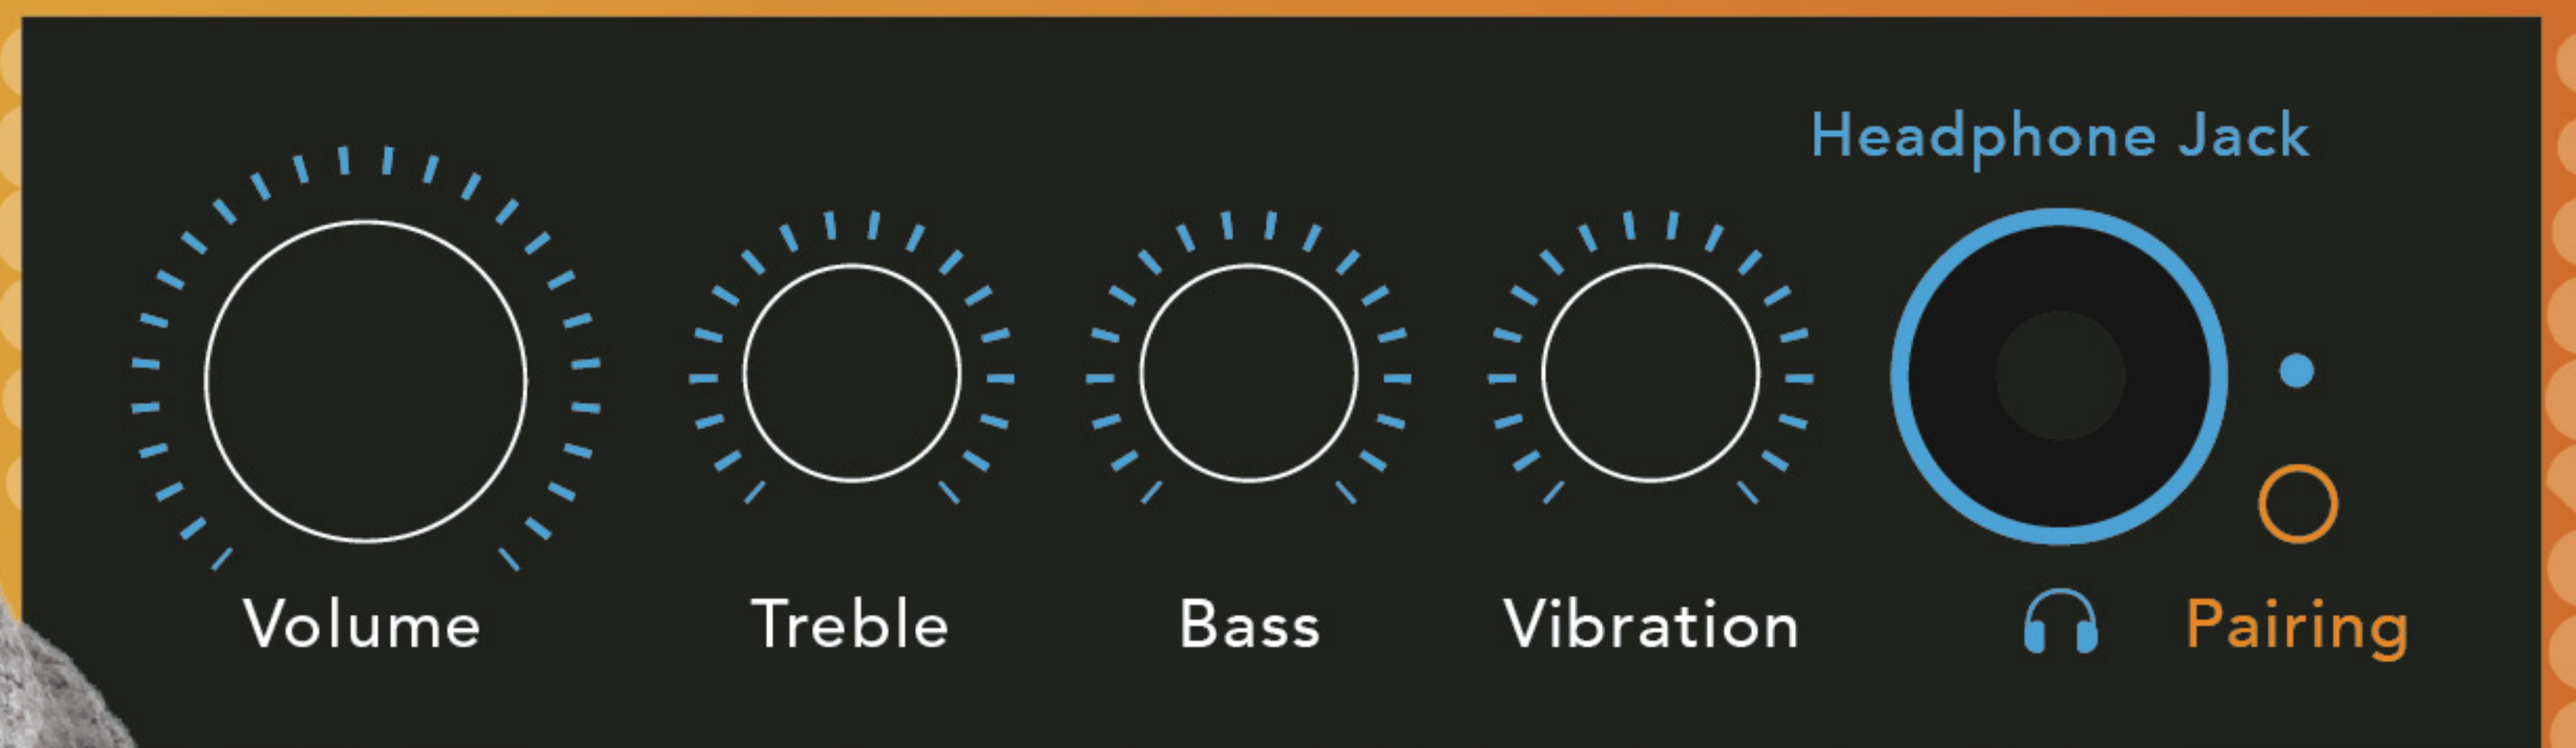 Headphone Jack
Volume
Treble
Bass
Vibration
Pairing